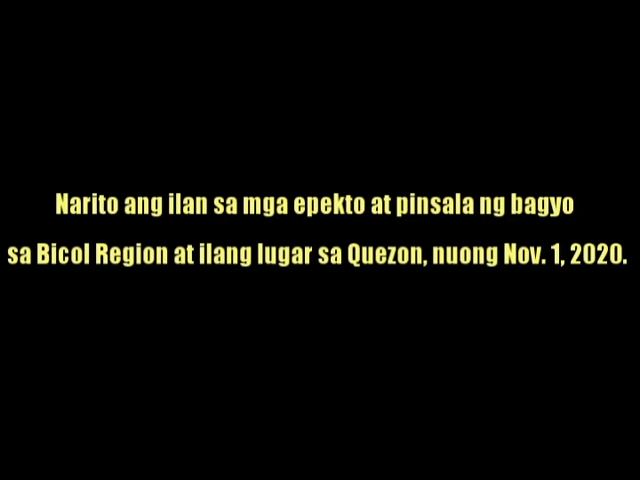 Narito ang ilan sa mga epekto at pinsala ng bagyo
sa Bicol Region at ilang lugar sa Quezon, nuong Nov. 1, 2020.